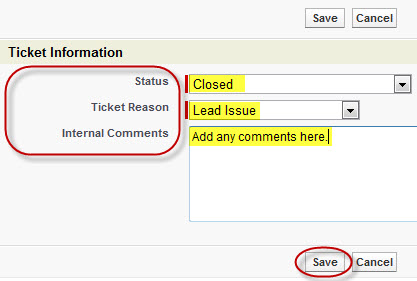 Save Cancel
Ticket Information
Status Closed
Ticket Reason Lead Issue
Internal Comments Add any comments here.
Save Cancel